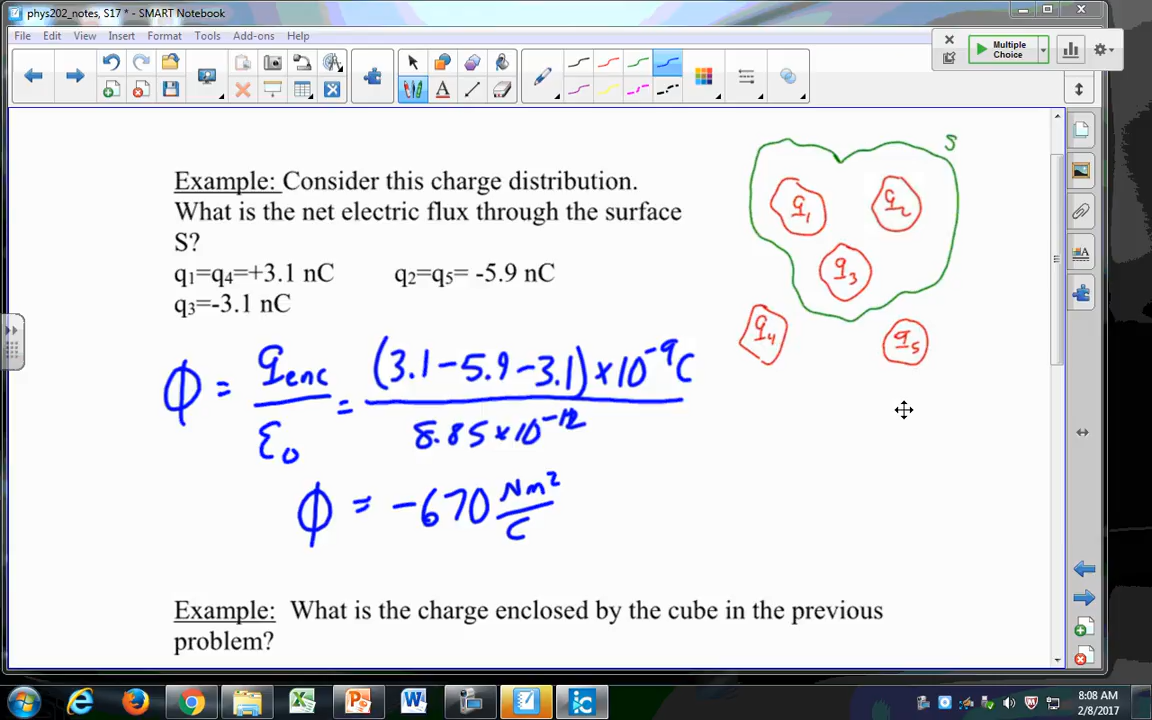 phys202_notes, S17 * - SMART Notebook
File Edit View Insert Format Tools Add-ons Help
Multiple
Choice
S
Example: Consider this charge distribution.
What is the net electric flux through the surface
S?
q1=q4=+3.1 nC q2=q5= -5.9 nC
q3=-3.1 nC
q1
q2
q3
q4
q5
ϕ = qenc/ε0 = (3.1-5.9-3.1)×10^-9 C / 8.85×10^-12
ϕ = -670 Nm²/C
Example: What is the charge enclosed by the cube in the previous
problem?
8:08 AM
2/8/2017